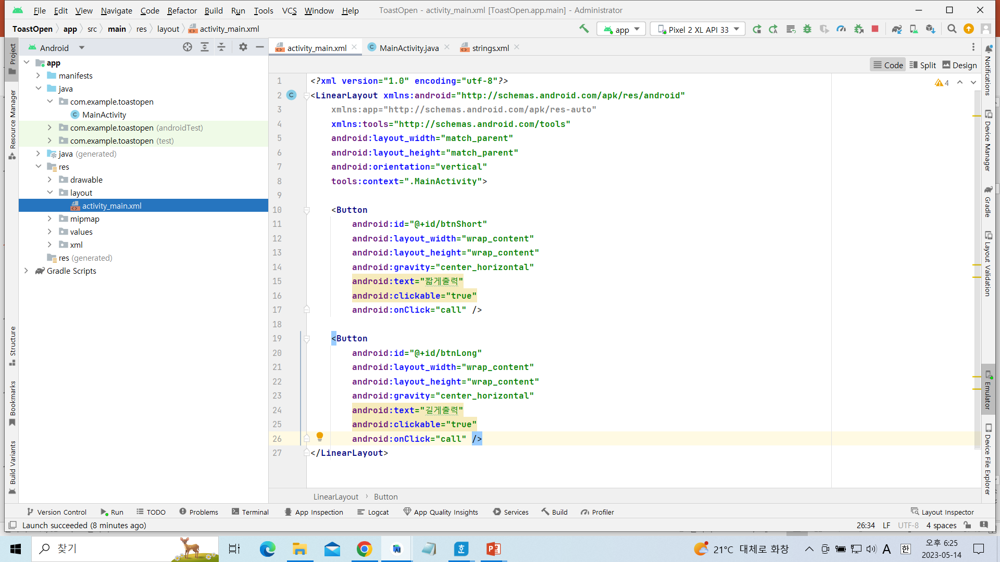 File Edit View Navigate Code Refactor Build Run Tools VCS Window Help ToastOpen - activity_main.xml [ToastOpen.app.main] - Administrator
ToastOpen app src main res layout activity_main.xml app Pixel 2 XL API 33
Android activity_main.xml MainActivity.java strings.xml
Code Split Design
Project
Resource Manager
Structure
Bookmarks
Build Variants
app
manifests
java
com.example.toastopen
MainActivity
com.example.toastopen (androidTest)
com.example.toastopen (test)
java (generated)
res
drawable
layout
activity_main.xml
mipmap
values
xml
res (generated)
Gradle Scripts
4
1 <?xml version="1.0" encoding="utf-8"?>
2 <LinearLayout xmlns:android="http://schemas.android.com/apk/res/android"
3 xmlns:app="http://schemas.android.com/apk/res-auto"
4 xmlns:tools="http://schemas.android.com/tools"
5 android:layout_width="match_parent"
6 android:layout_height="match_parent"
7 android:orientation="vertical"
8 tools:context=".MainActivity">
9
10 <Button
11 android:id="@+id/btnShort"
12 android:layout_width="wrap_content"
13 android:layout_height="wrap_content"
14 android:gravity="center_horizontal"
15 android:text="짧게출력"
16 android:clickable="true"
17 android:onClick="call" />
18
19 <Button
20 android:id="@+id/btnLong"
21 android:layout_width="wrap_content"
22 android:layout_height="wrap_content"
23 android:gravity="center_horizontal"
24 android:text="길게출력"
25 android:clickable="true"
26 android:onClick="call" />
27 </LinearLayout>
LinearLayout Button
Notifications
Device Manager
Gradle
Layout Validation
Emulator
Device File Explorer
Version Control Run TODO Problems Terminal App Inspection Logcat App Quality Insights Services Build Profiler Layout Inspector
Launch succeeded (8 minutes ago) 26:34 LF UTF-8 4 spaces
찾기 21°C 대체로 화창 A 한 오후 6:25
2023-05-14